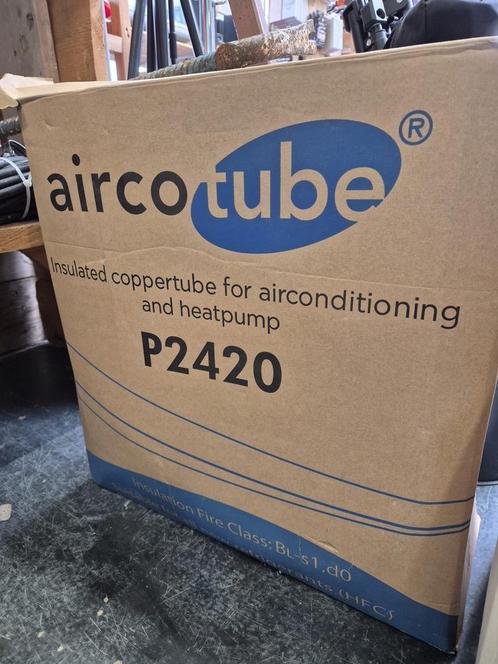 aircotube®
Insulated coppertube for airconditioning
and heatpump
P2420
Insulation Fire Class: BL-s1,d0
(HFC)